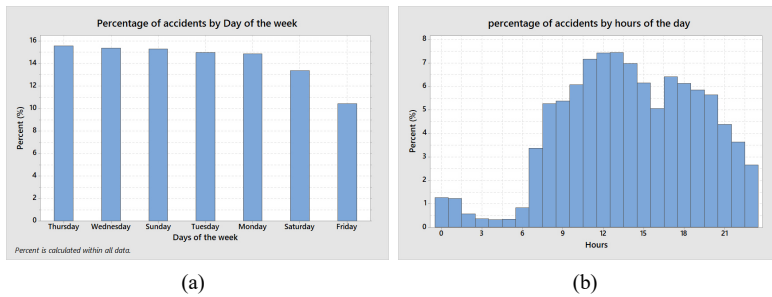 Percentage of accidents by Day of the week
16
14
12
10
8
6
4
2
0
Percent (%)
Thursday Wednesday Sunday Tuesday Monday Saturday Friday
Days of the week
Percent is calculated within all data.
(a)
percentage of accidents by hours of the day
8
7
6
5
4
3
2
1
0
Percent (%)
0 3 6 9 12 15 18 21
Hours
(b)